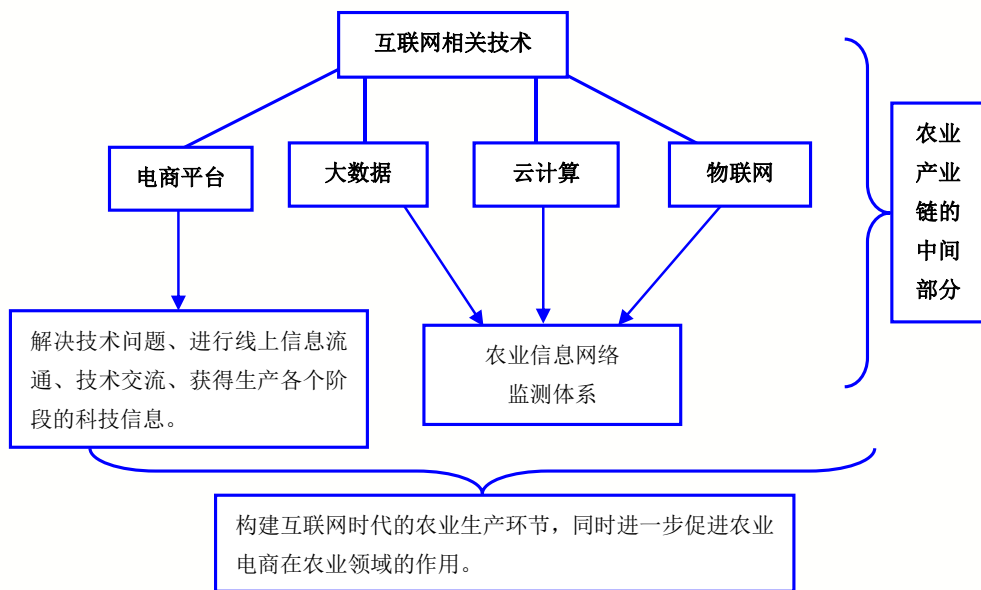 互联网相关技术
电商平台
大数据
云计算
物联网
农业
产业
链的
中间
部分
解决技术问题、进行线上信息流
通、技术交流、获得生产各个阶
段的科技信息。
农业信息网络
监测体系
构建互联网时代的农业生产环节，同时进一步促进农业
电商在农业领域的作用。